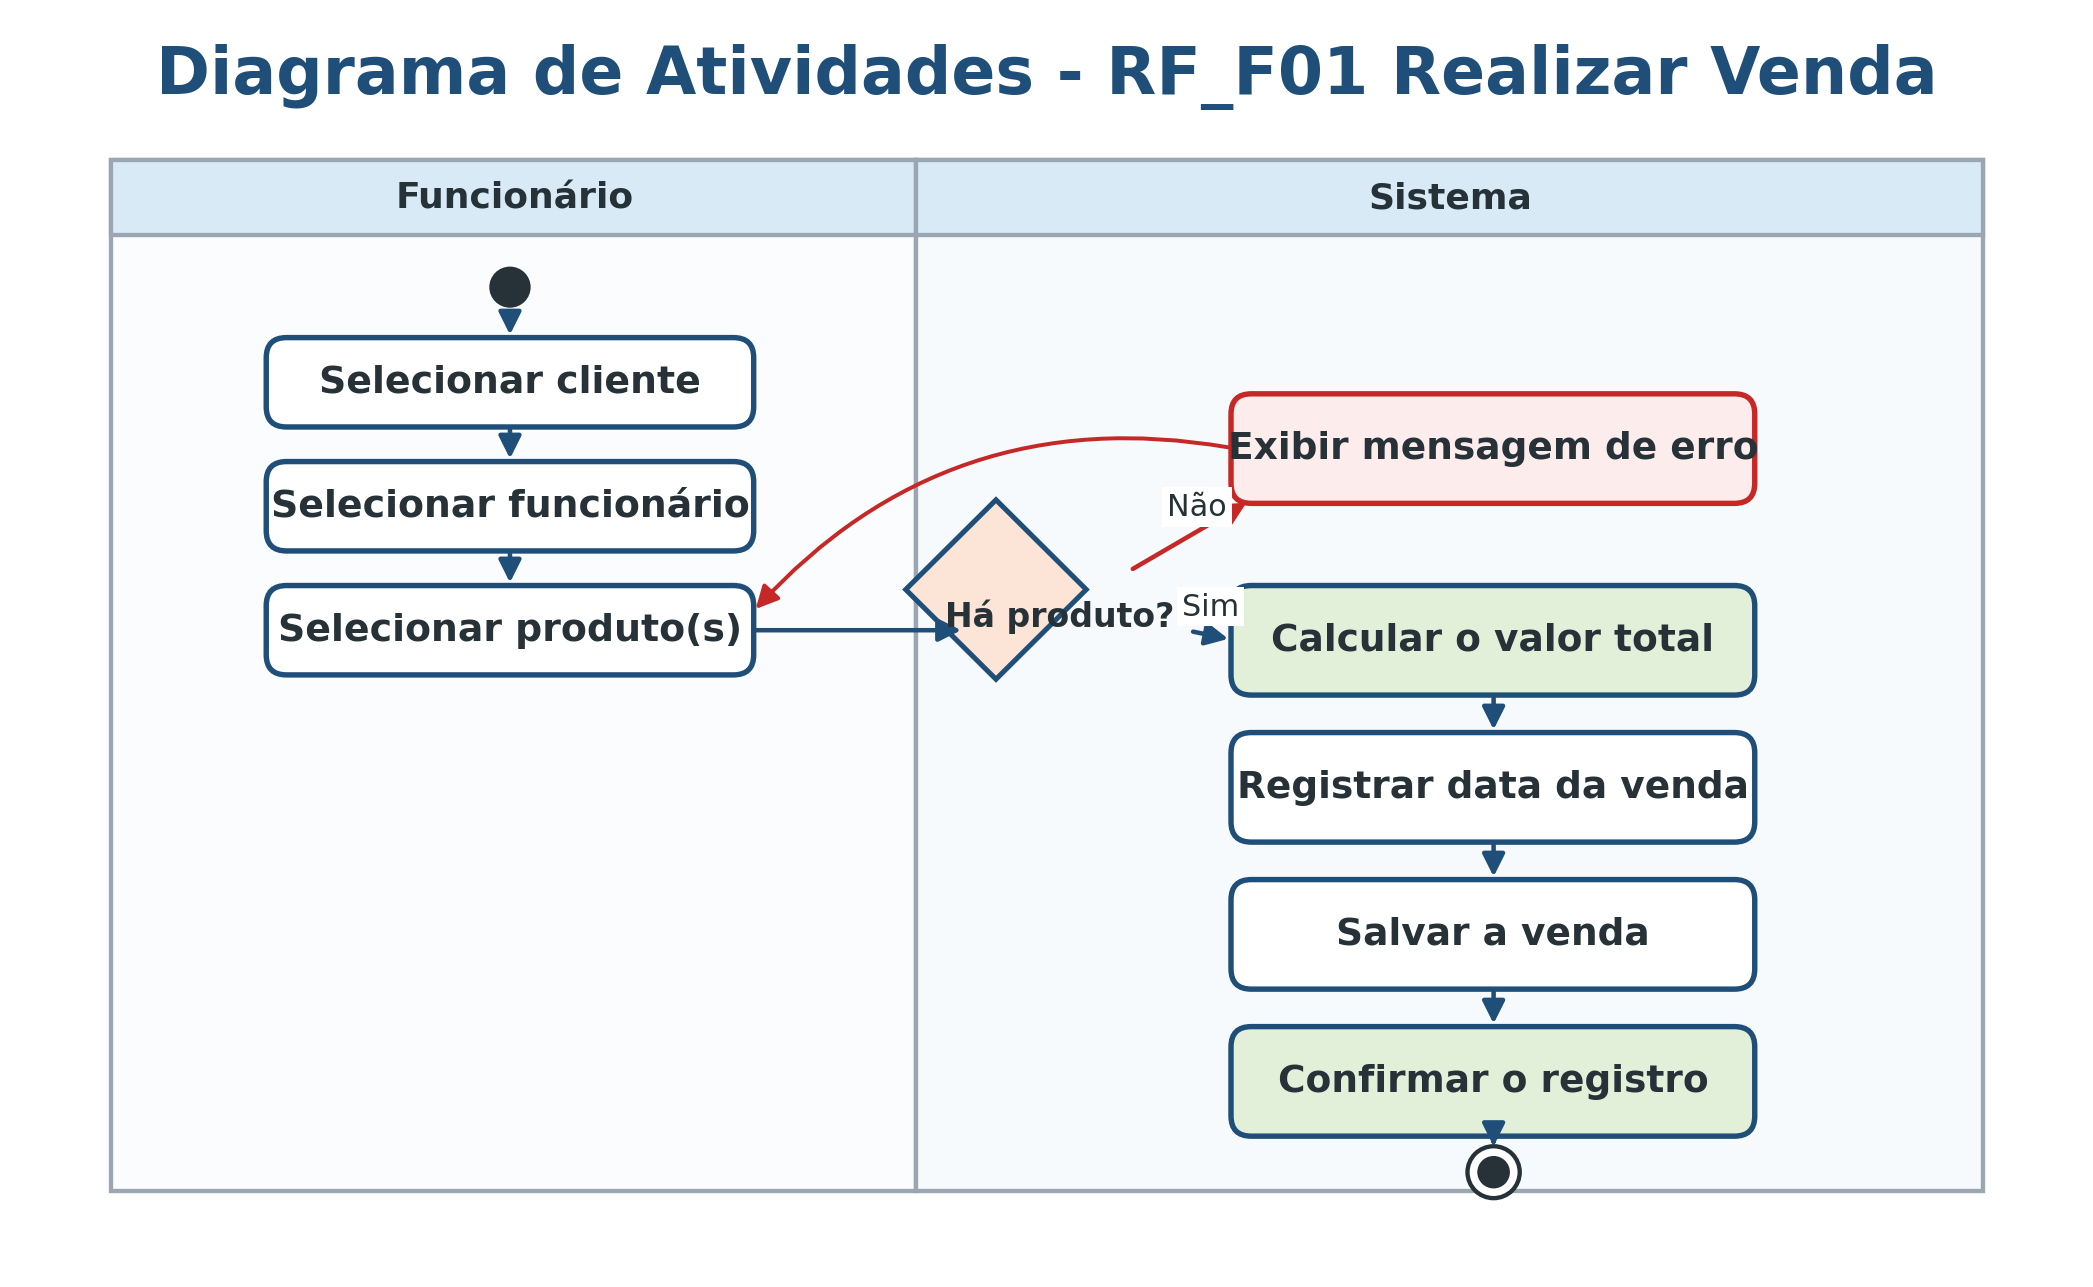 Diagrama de Atividades - RF_F01 Realizar Venda
Funcionário
Sistema
Selecionar cliente
Selecionar funcionário
Selecionar produto(s)
Há produto?
Não
Exibir mensagem de erro
Sim
Calcular o valor total
Registrar data da venda
Salvar a venda
Confirmar o registro